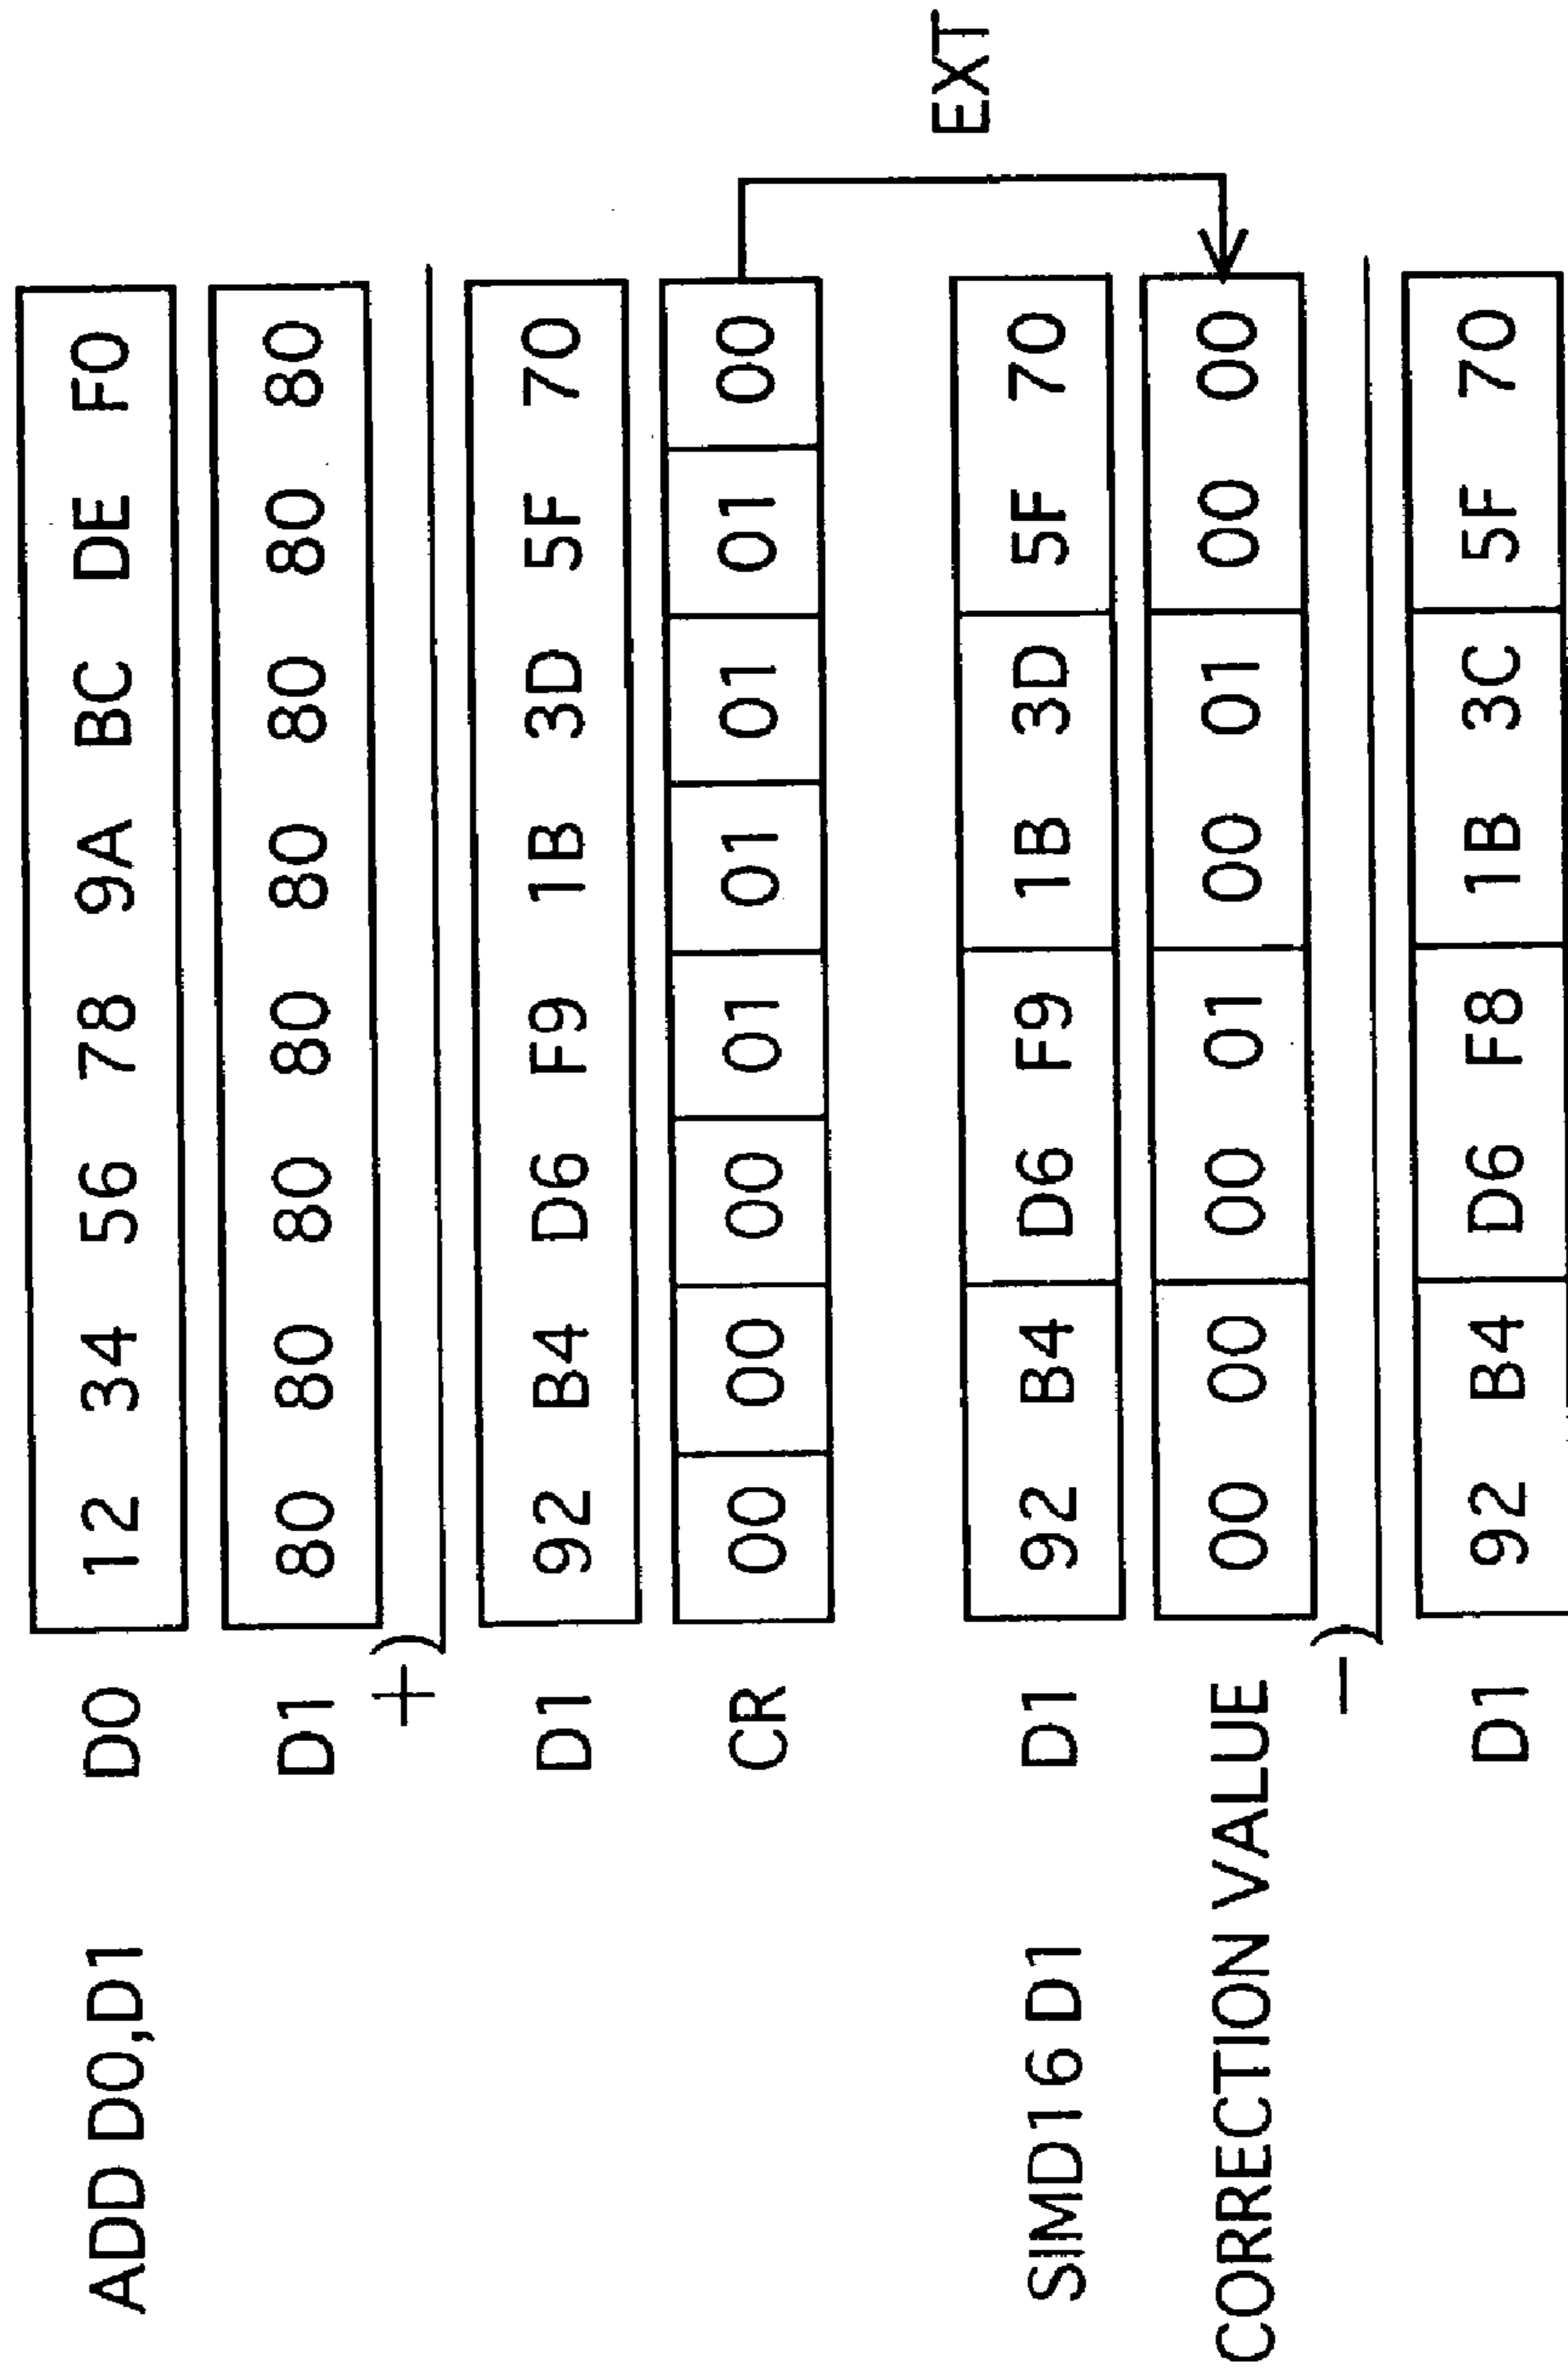 ADD D0,D1 D0 12 34 56 78 9A BC DE F0
D1 80 80 80 80 80 80 80 80
+)
D1 92 B4 D6 F9 1B 3D 5F 70
CR 00 00 00 01 01 01 01 00
EXT
SIMD16 D1 D1 92 B4 D6 F9 1B 3D 5F 70
CORRECTION VALUE 00 00 00 01 00 01 00 00
−)
D1 92 B4 D6 F8 1B 3C 5F 70